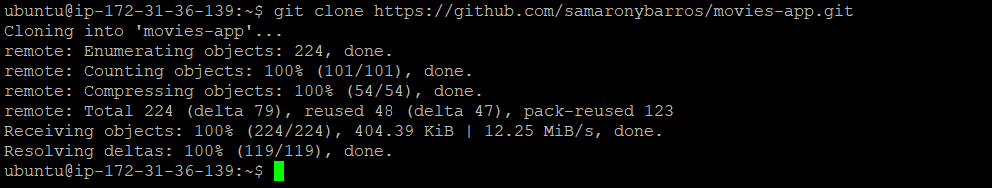 ubuntu@ip-172-31-36-139:~$ git clone https://github.com/samaronybarros/movies-app.git
Cloning into 'movies-app'...
remote: Enumerating objects: 224, done.
remote: Counting objects: 100% (101/101), done.
remote: Compressing objects: 100% (54/54), done.
remote: Total 224 (delta 79), reused 48 (delta 47), pack-reused 123
Receiving objects: 100% (224/224), 404.39 KiB | 12.25 MiB/s, done.
Resolving deltas: 100% (119/119), done.
ubuntu@ip-172-31-36-139:~$